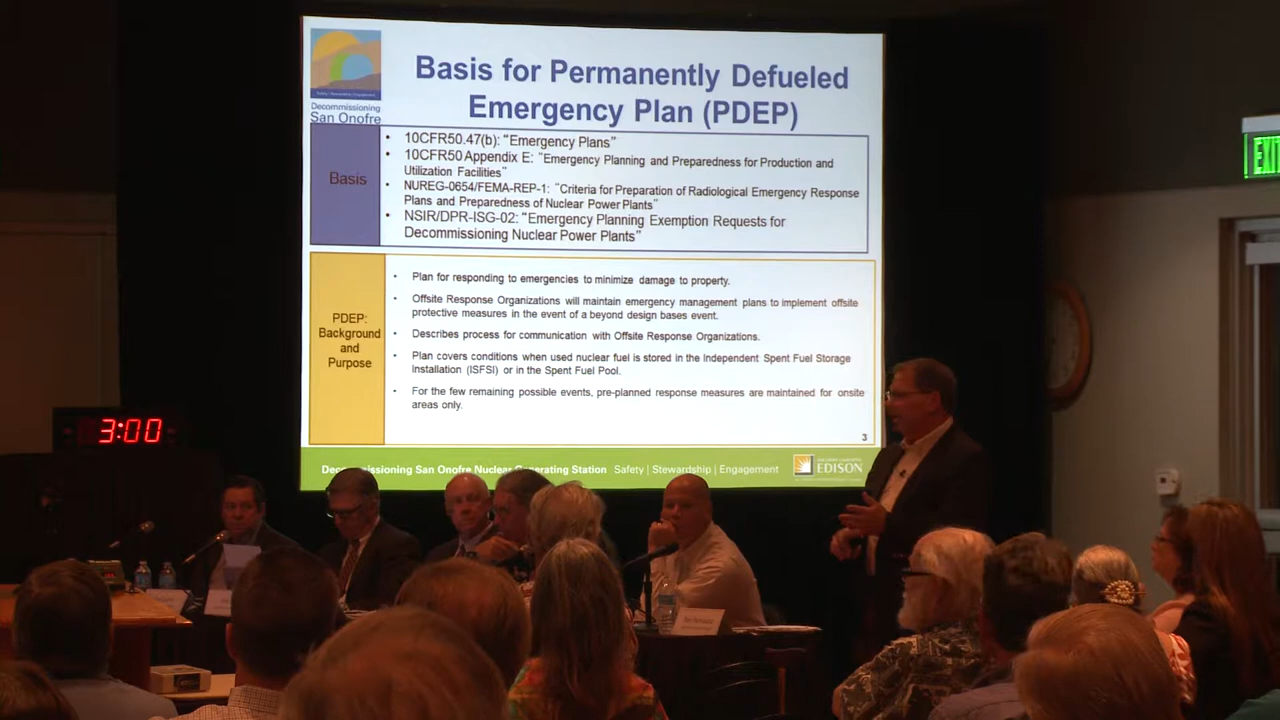 Basis for Permanently Defueled
Emergency Plan (PDEP)
Decommissioning
San Onofre
Basis
• 10CFR50.47(b): "Emergency Plans"
• 10CFR50 Appendix E: "Emergency Planning and Preparedness for Production and
Utilization Facilities"
• NUREG-0654/FEMA-REP-1: "Criteria for Preparation of Radiological Emergency Response
Plans and Preparedness of Nuclear Power Plants"
• NSIR/DPR-ISG-02: "Emergency Planning Exemption Requests for
Decommissioning Nuclear Power Plants"
PDEP:
Background
and
Purpose
• Plan for responding to emergencies to minimize damage to property.
• Offsite Response Organizations will maintain emergency management plans to implement offsite
protective measures in the event of a beyond design bases event.
• Describes process for communication with Offsite Response Organizations.
• Plan covers conditions when used nuclear fuel is stored in the Independent Spent Fuel Storage
Installation (ISFSI) or in the Spent Fuel Pool.
• For the few remaining possible events, pre-planned response measures are maintained for onsite
areas only.
3
Decommissioning San Onofre Nuclear Generating Station Safety | Stewardship | Engagement
EDISON
3:00
EXIT